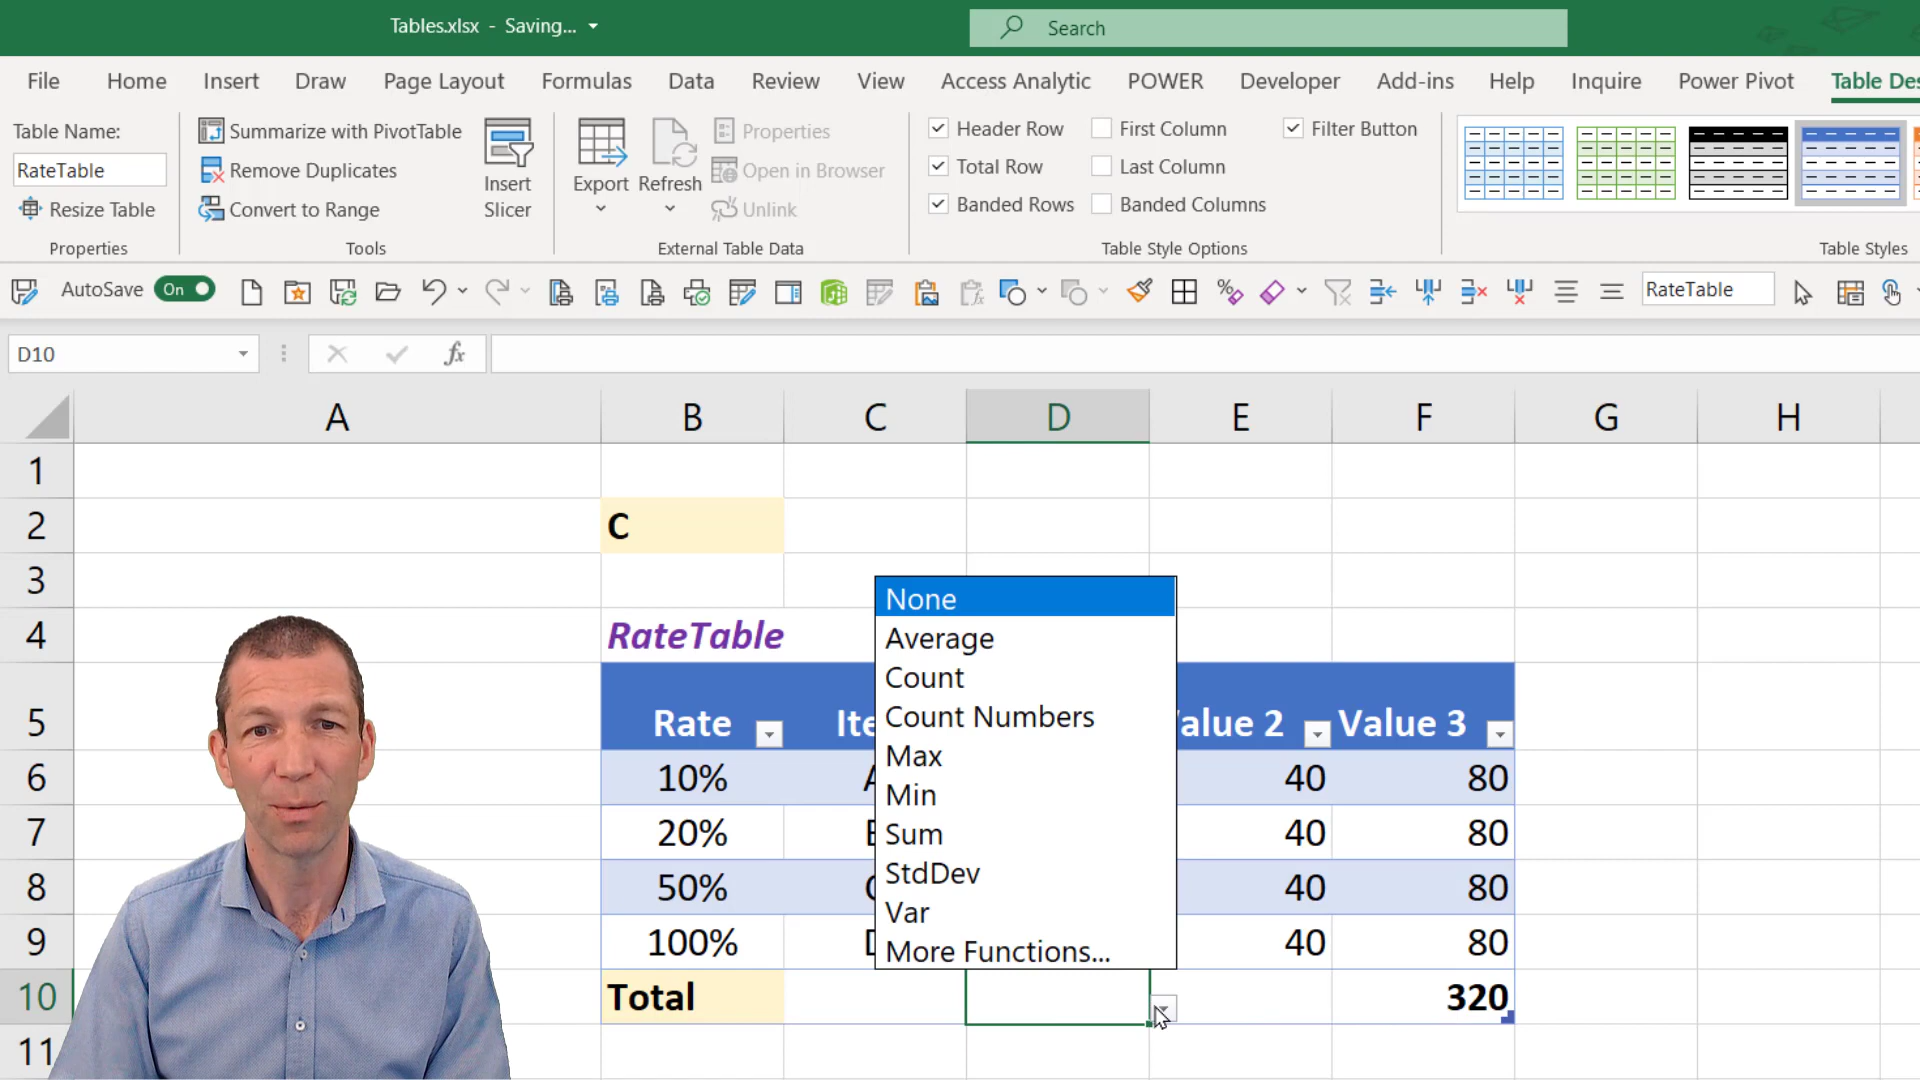 Tables.xlsx - Saving...
Search
File Home Insert Draw Page Layout Formulas Data Review View Access Analytic POWER Developer Add-ins Help Inquire Power Pivot Table Des
Table Name:
RateTable
Resize Table
Properties
Summarize with PivotTable
Remove Duplicates
Convert to Range
Tools
Insert Slicer
Export
Refresh
Properties
Open in Browser
Unlink
External Table Data
Header Row
Total Row
Banded Rows
First Column
Last Column
Banded Columns
Filter Button
Table Style Options
Table Styles
AutoSave On
RateTable
D10
fx
A B C D E F G H
1
2 C
3
4 RateTable
5 Rate Ite alue 2 Value 3
6 10% 40 80
7 20% 40 80
8 50% 40 80
9 100% 40 80
10 Total 320
11
None
Average
Count
Count Numbers
Max
Min
Sum
StdDev
Var
More Functions...